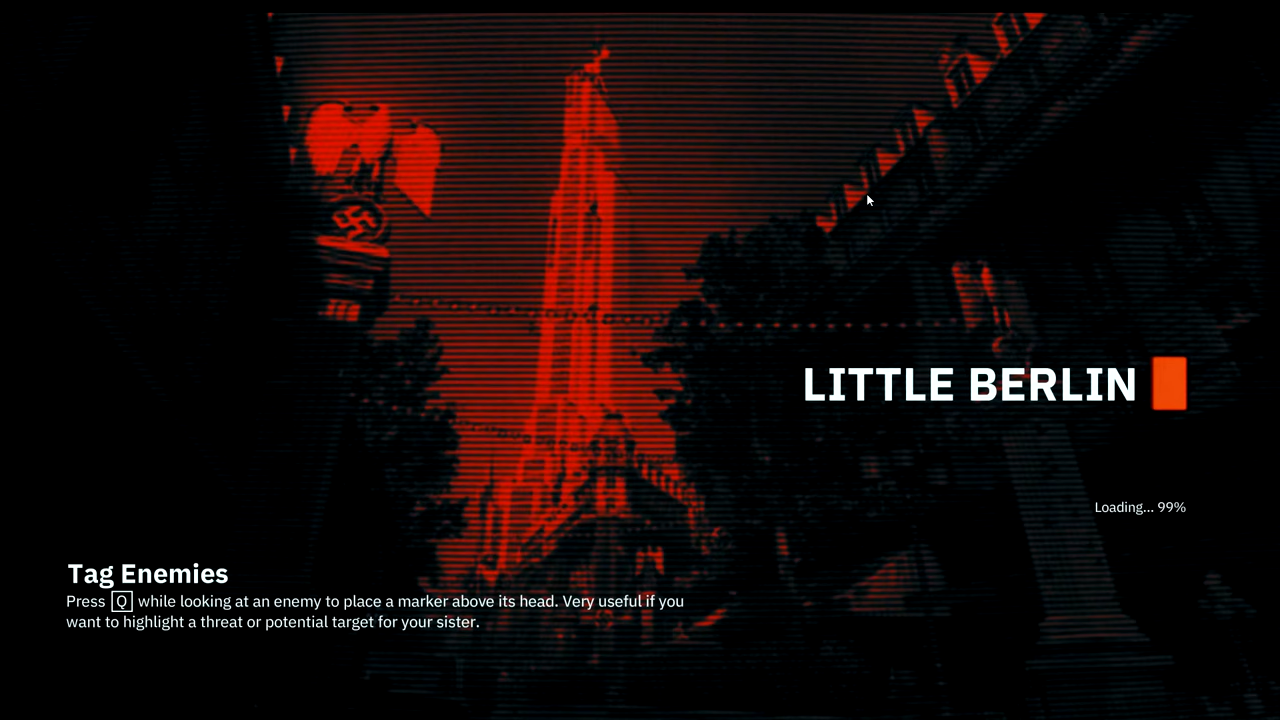 LITTLE BERLIN
Loading... 99%
Tag Enemies
Press Q while looking at an enemy to place a marker above its head. Very useful if you
want to highlight a threat or potential target for your sister.